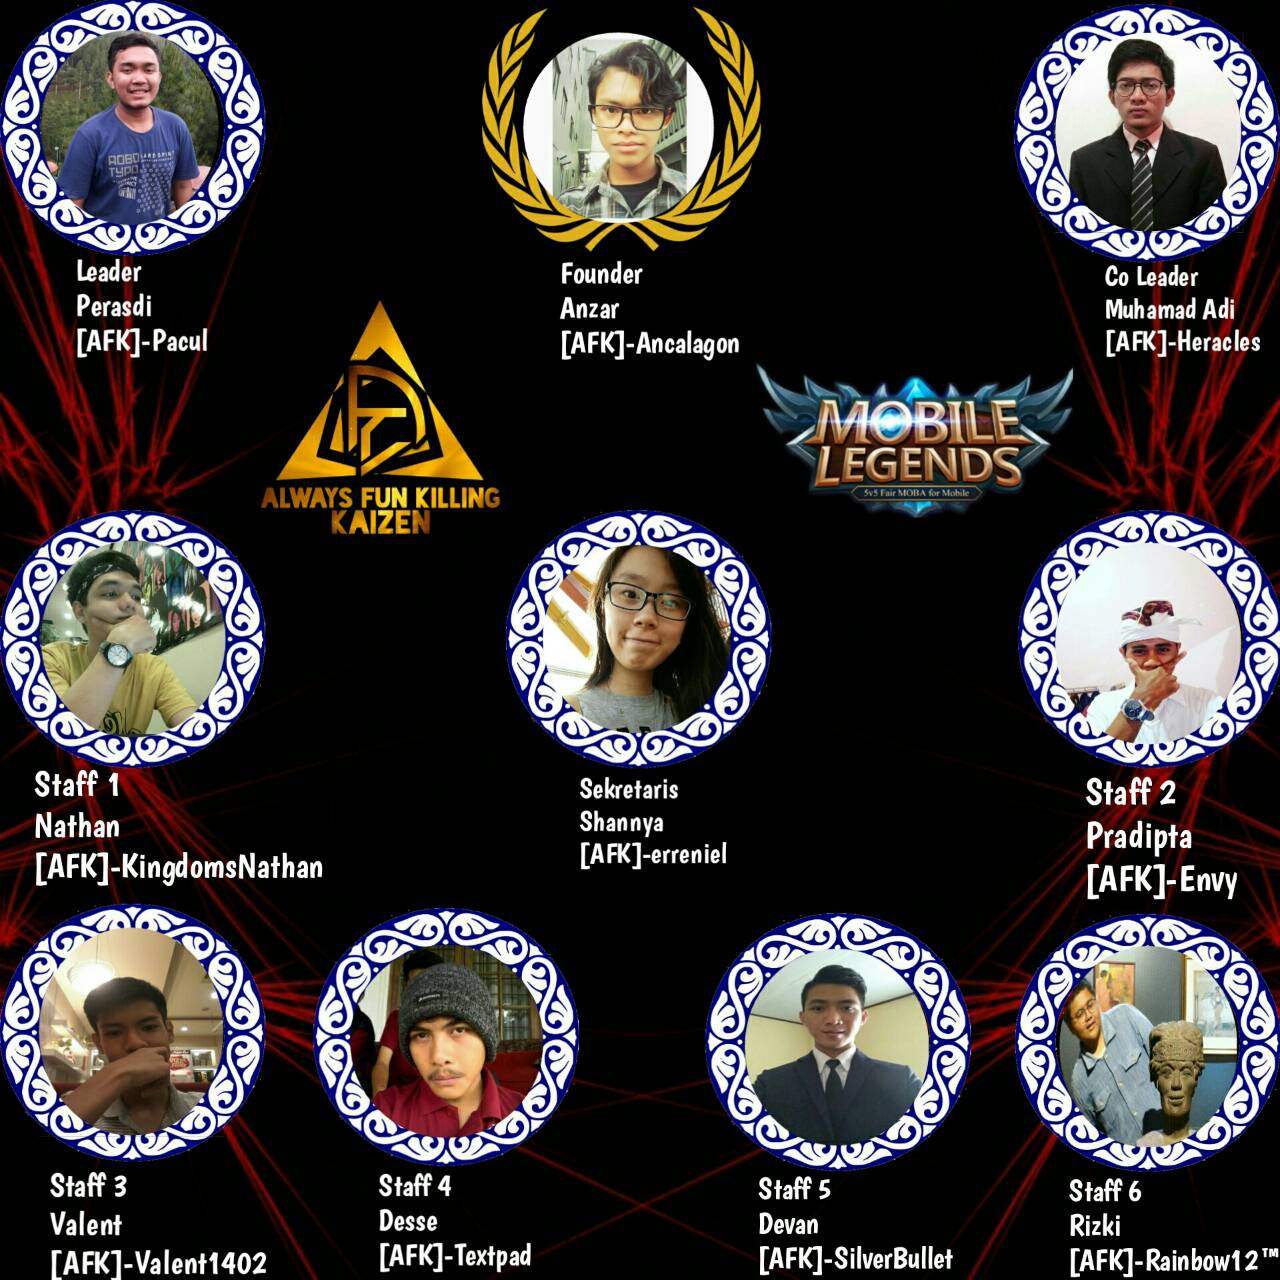 Leader
Perasdi
[AFK]-Pacul
Founder
Anzar
[AFK]-Ancalagon
Co Leader
Muhamad Adi
[AFK]-Heracles
ALWAYS FUN KILLING
KAIZEN
MOBILE
LEGENDS
5v5 Fair MOBA for Mobile
Staff 1
Nathan
[AFK]-KingdomsNathan
Sekretaris
Shannya
[AFK]-erreniel
Staff 2
Pradipta
[AFK]-Envy
Staff 3
Valent
[AFK]-Valent1402
Staff 4
Desse
[AFK]-Textpad
Staff 5
Devan
[AFK]-SilverBullet
Staff 6
Rizki
[AFK]-Rainbow12™